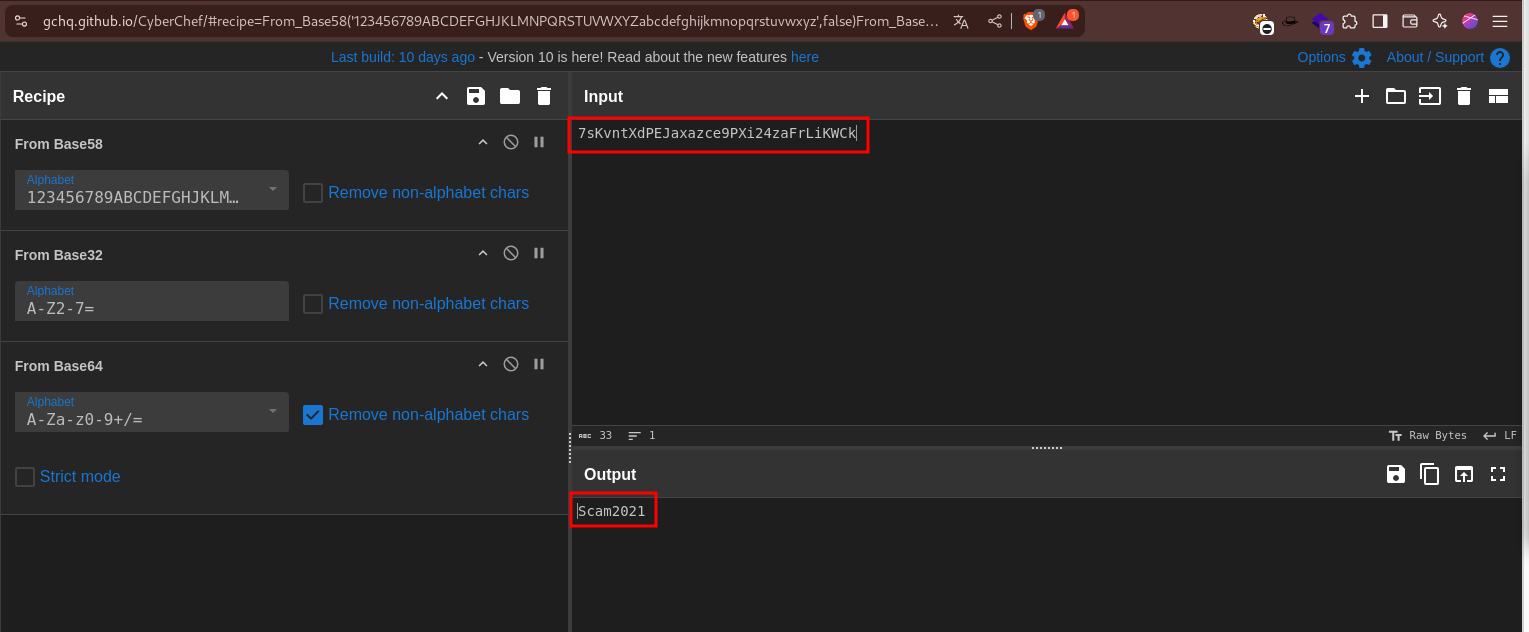 gchq.github.io/CyberChef/#recipe=From_Base58('123456789ABCDEFGHJKLMNPQRSTUVWXYZabcdefghijkmnopqrstuvwxyz',false)From_Base…
1
1
7
Last build: 10 days ago - Version 10 is here! Read about the new features here
Options
About / Support
?
Recipe
From Base58
Alphabet
123456789ABCDEFGHJKLM…
Remove non-alphabet chars
From Base32
Alphabet
A-Z2-7=
Remove non-alphabet chars
From Base64
Alphabet
A-Za-z0-9+/=
Remove non-alphabet chars
Strict mode
Input
7sKvntXdPEJaxazce9PXi24zaFrLiKWCk
ABC 33
1
Tт Raw Bytes
LF
Output
Scam2021